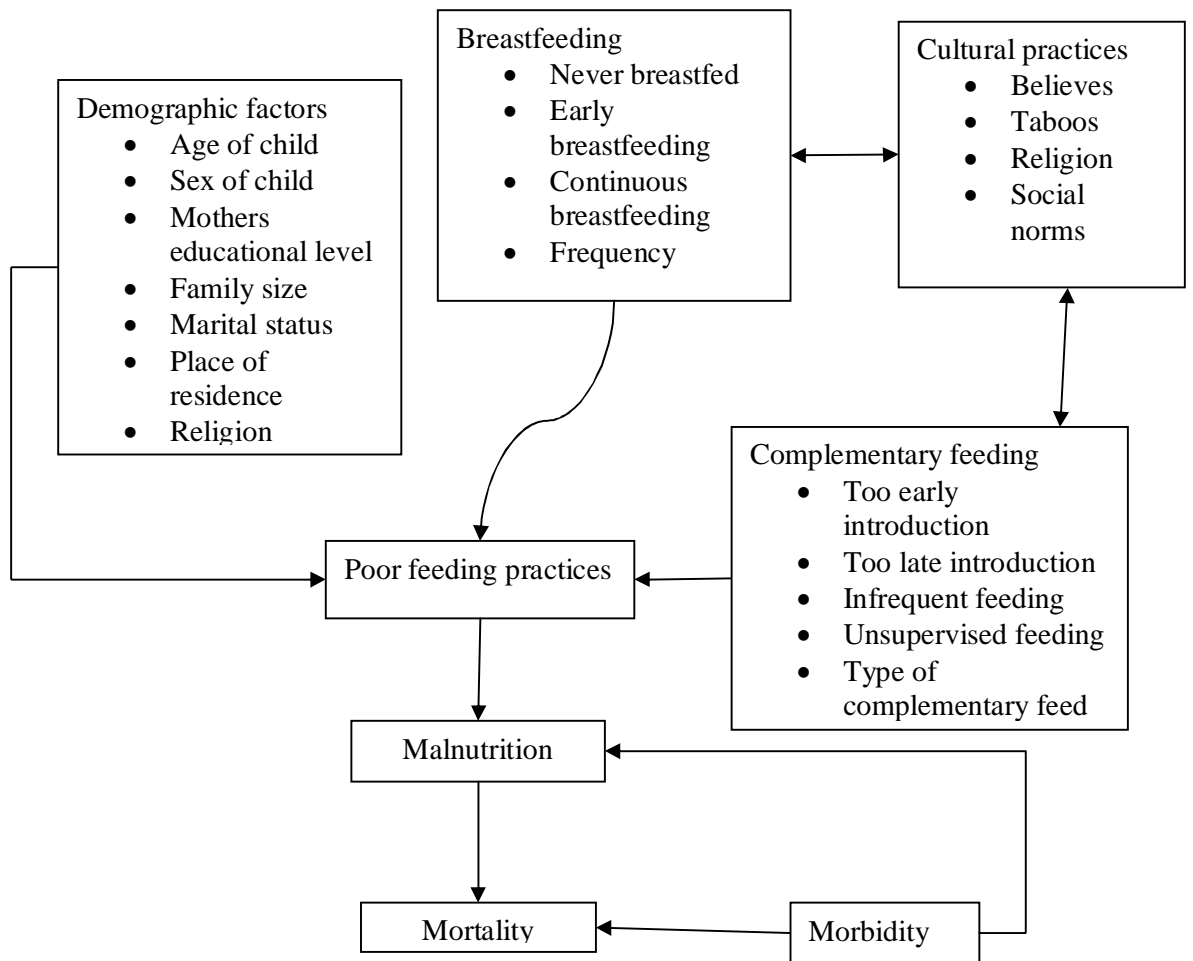 Demographic factors
• Age of child
• Sex of child
• Mothers
educational level
• Family size
• Marital status
• Place of
residence
• Religion
Breastfeeding
• Never breastfed
• Early
breastfeeding
• Continuous
breastfeeding
• Frequency
Cultural practices
• Believes
• Taboos
• Religion
• Social
norms
Complementary feeding
• Too early
introduction
• Too late introduction
• Infrequent feeding
• Unsupervised feeding
• Type of
complementary feed
Poor feeding practices
Malnutrition
Mortality
Morbidity